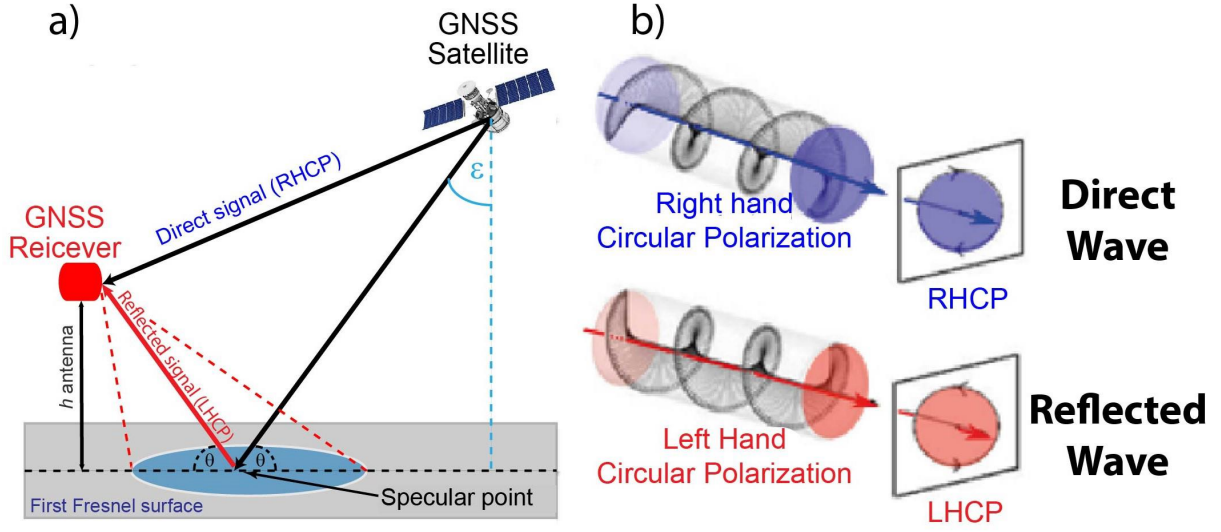 a)
GNSS
Satellite
ε
Direct signal (RHCP)
GNSS
Reicever
h antenna
Reflected signal (LHCP)
θ
θ
Specular point
First Fresnel surface
b)
Right hand
Circular Polarization
RHCP
Direct
Wave
Left Hand
Circular Polarization
LHCP
Reflected
Wave